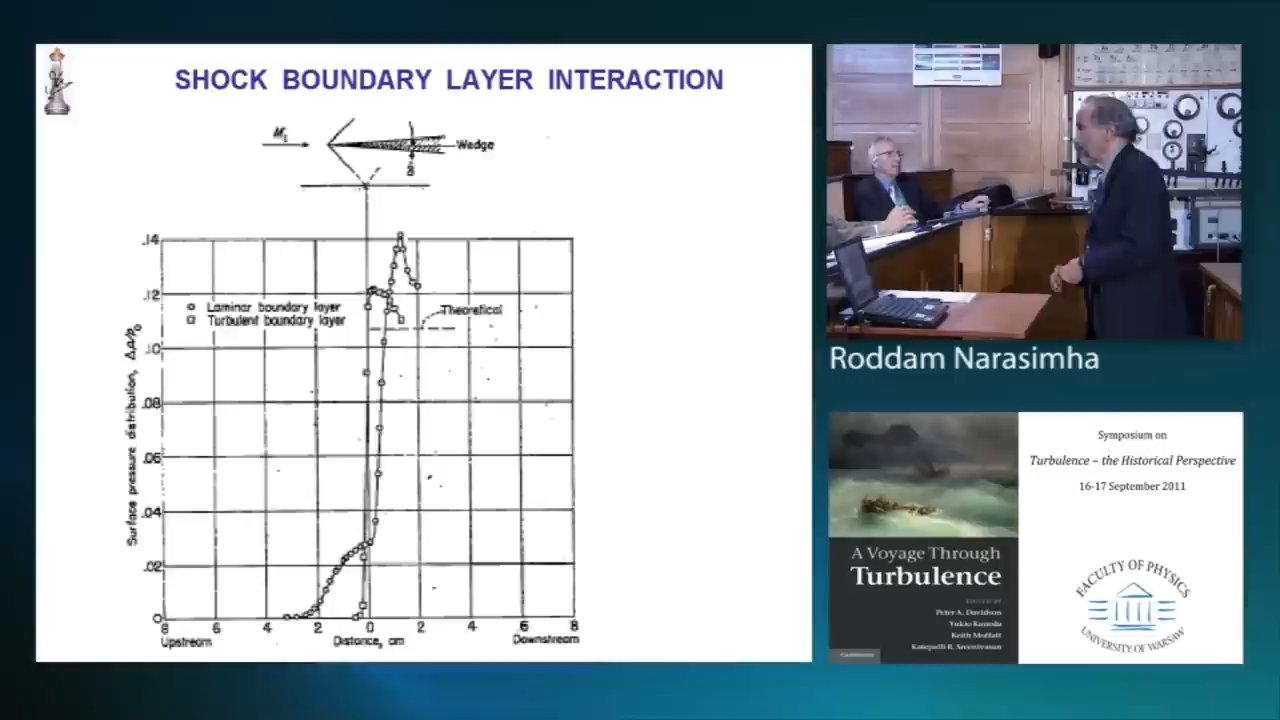 SHOCK BOUNDARY LAYER INTERACTION
M₁
Wedge
.14
.12
Laminar boundary layer
Turbulent boundary layer
Theoretical
.10
.08
.06
.04
.02
0
Surface pressure distribution, Δp/p₀
8 6 4 2 0 2 4 6 8
Upstream Distance, cm Downstream
Roddam Narasimha
A Voyage Through
Turbulence
EDITED BY
Peter A. Davidson
Yukio Kaneda
Keith Moffatt
Katepalli R. Sreenivasan
Symposium on
Turbulence – the Historical Perspective
16-17 September 2011
FACULTY OF PHYSICS
UNIVERSITY OF WARSAW